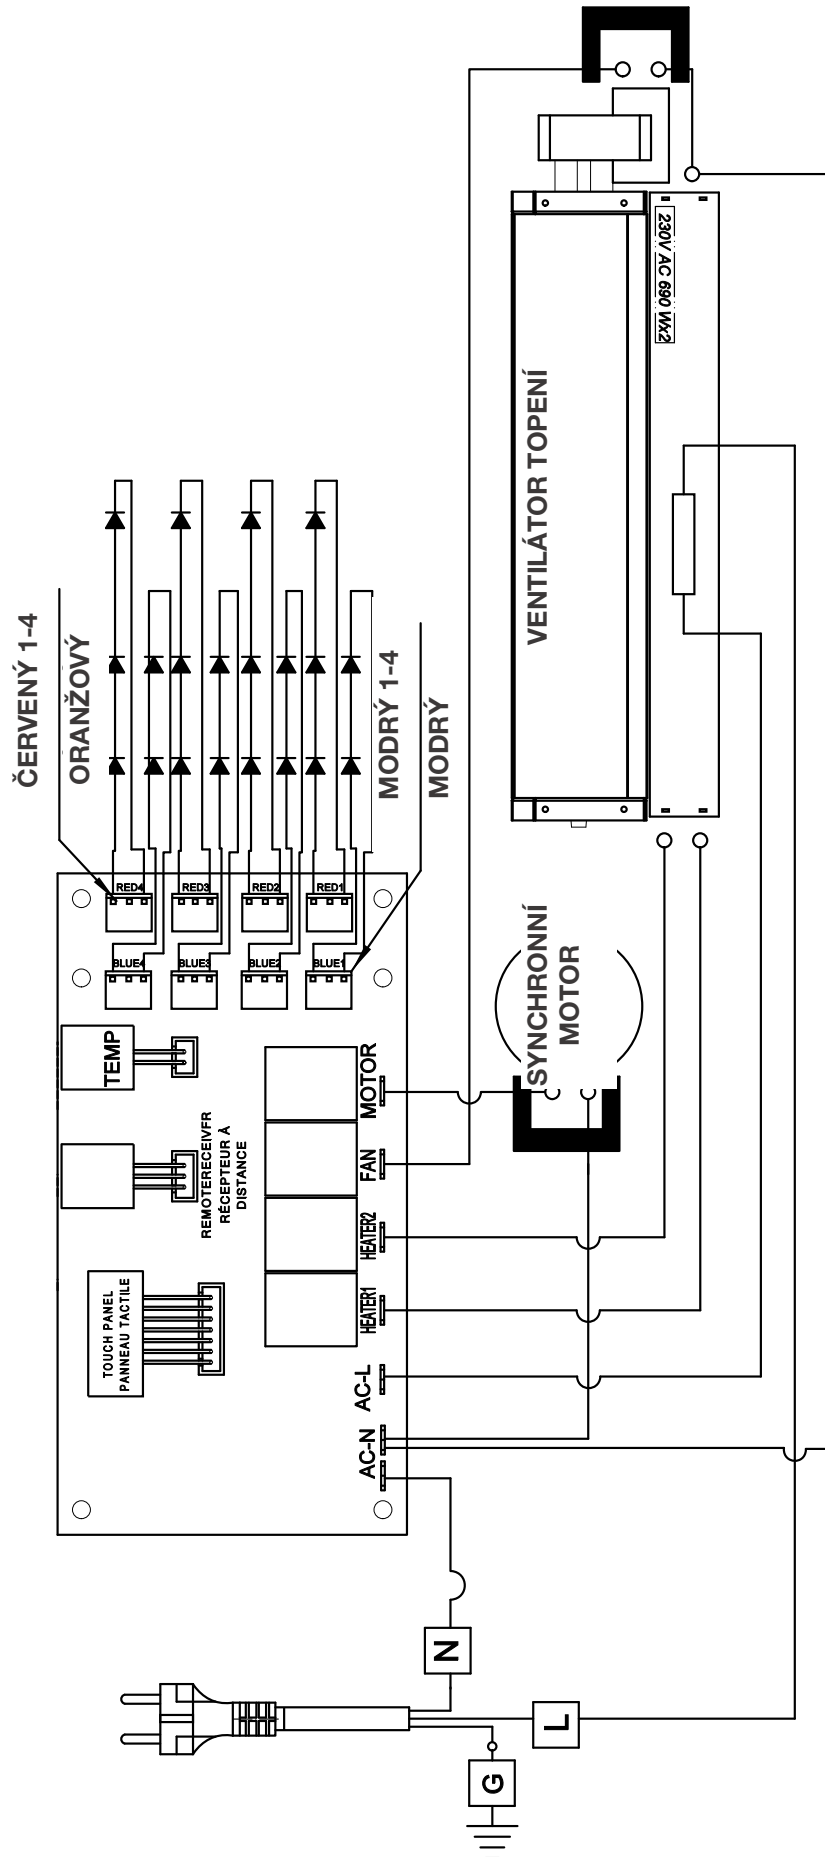 230V AC 690 Wx2
VENTILÁTOR TOPENÍ
ČERVENÝ 1-4
ORANŽOVÝ
MODRÝ 1-4
MODRÝ
RED4
RED3
RED2
RED1
BLUE4
BLUE3
BLUE2
BLUE1
SYNCHRONNÍ
MOTOR
TEMP
MOTOR
REMOTERECEIVFR
RÉCEPTEUR À
DISTANCE
FAN
HEATER2
TOUCH PANEL
PANNEAU TACTILE
HEATER1
AC-L
AC-N
N
L
G